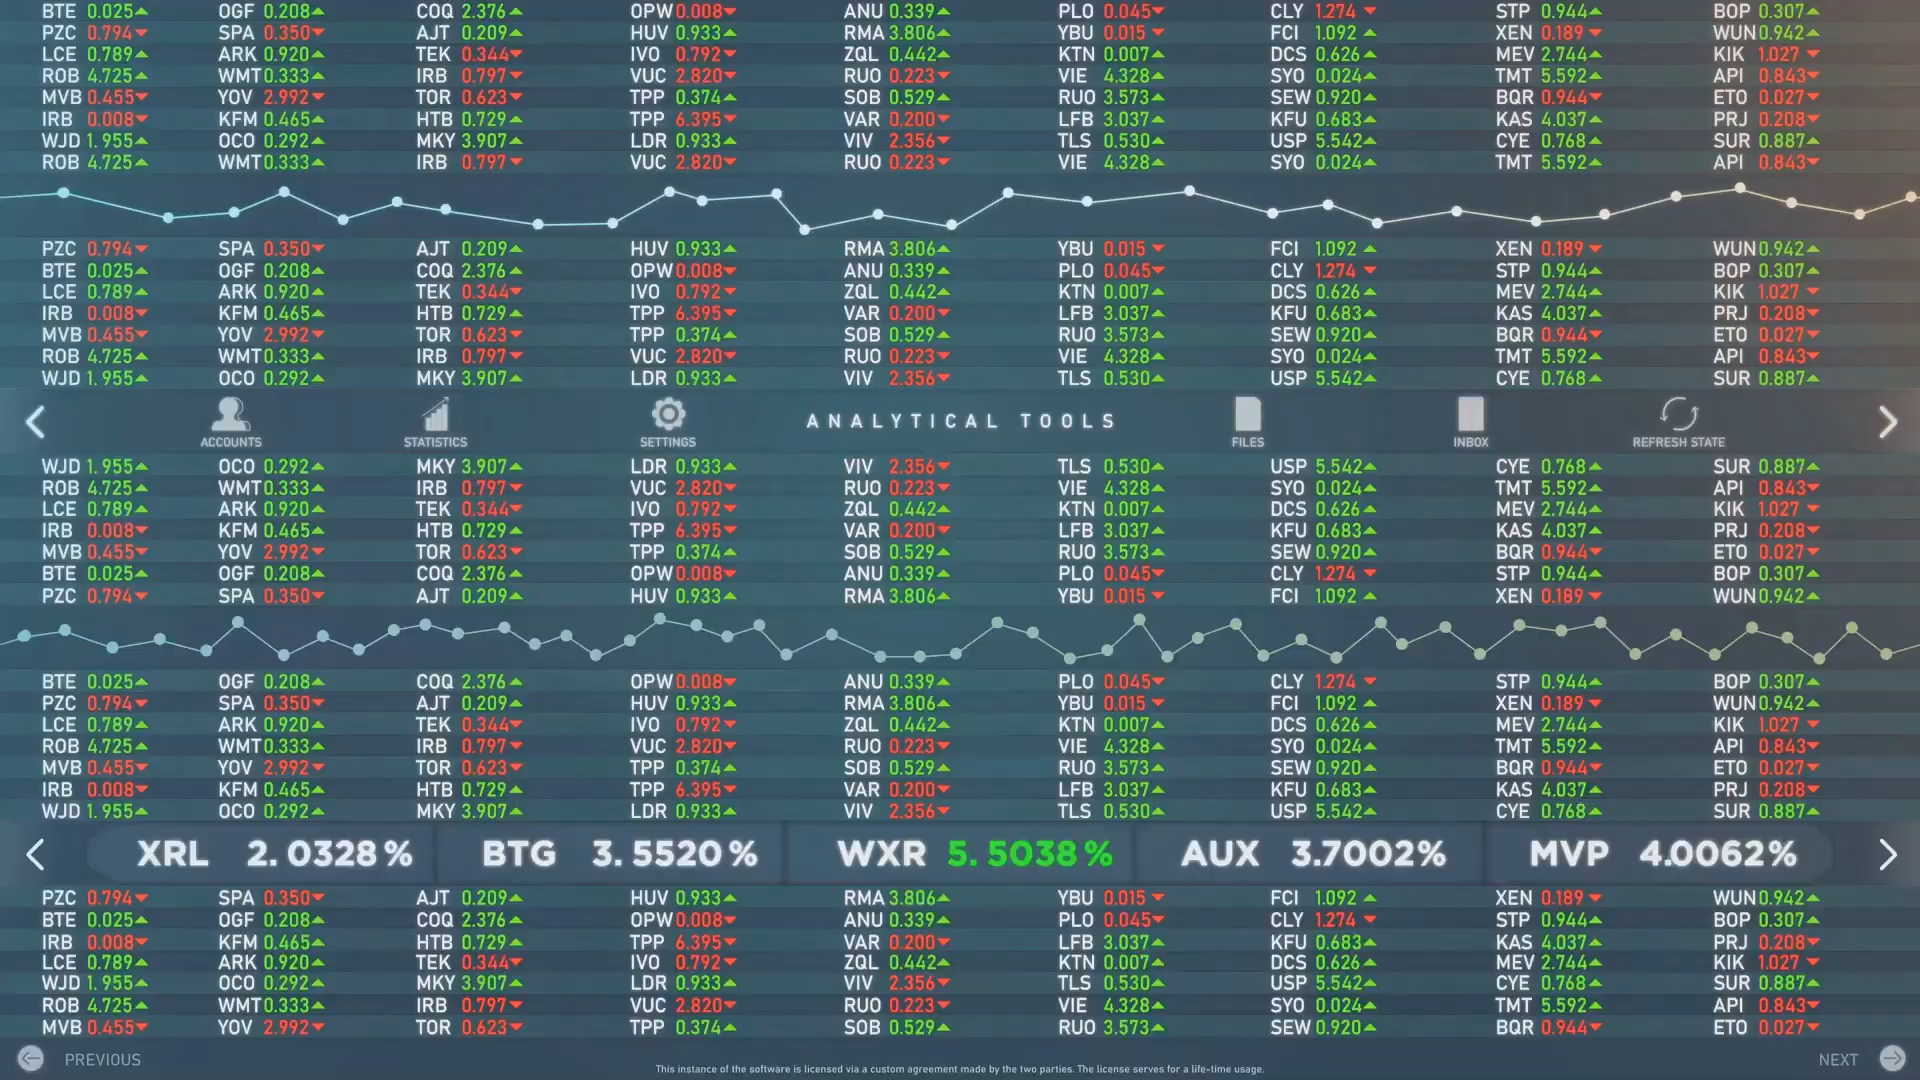 BTE 0.025 OGF 0.208 COQ 2.376 OPW 0.008 ANU 0.339 PLO 0.045 CLY 1.274 STP 0.944 BOP 0.307
PZC 0.794 SPA 0.350 AJT 0.209 HUV 0.933 RMA 3.806 YBU 0.015 FCI 1.092 XEN 0.189 WUN 0.942
LCE 0.789 ARK 0.920 TEK 0.344 IVO 0.792 ZQL 0.442 KTN 0.007 DCS 0.626 MEV 2.744 KIK 1.027
ROB 4.725 WMT 0.333 IRB 0.797 VUC 2.820 RUO 0.223 VIE 4.328 SYO 0.024 TMT 5.592 API 0.843
MVB 0.455 YOV 2.992 TOR 0.623 TPP 0.374 SOB 0.529 RUO 3.573 SEW 0.920 BQR 0.944 ETO 0.027
IRB 0.008 KFM 0.465 HTB 0.729 TPP 6.395 VAR 0.200 LFB 3.037 KFU 0.683 KAS 4.037 PRJ 0.208
WJD 1.955 OCO 0.292 MKY 3.907 LDR 0.933 VIV 2.356 TLS 0.530 USP 5.542 CYE 0.768 SUR 0.887
ROB 4.725 WMT 0.333 IRB 0.797 VUC 2.820 RUO 0.223 VIE 4.328 SYO 0.024 TMT 5.592 API 0.843
PZC 0.794 SPA 0.350 AJT 0.209 HUV 0.933 RMA 3.806 YBU 0.015 FCI 1.092 XEN 0.189 WUN 0.942
BTE 0.025 OGF 0.208 COQ 2.376 OPW 0.008 ANU 0.339 PLO 0.045 CLY 1.274 STP 0.944 BOP 0.307
LCE 0.789 ARK 0.920 TEK 0.344 IVO 0.792 ZQL 0.442 KTN 0.007 DCS 0.626 MEV 2.744 KIK 1.027
IRB 0.008 KFM 0.465 HTB 0.729 TPP 6.395 VAR 0.200 LFB 3.037 KFU 0.683 KAS 4.037 PRJ 0.208
MVB 0.455 YOV 2.992 TOR 0.623 TPP 0.374 SOB 0.529 RUO 3.573 SEW 0.920 BQR 0.944 ETO 0.027
ROB 4.725 WMT 0.333 IRB 0.797 VUC 2.820 RUO 0.223 VIE 4.328 SYO 0.024 TMT 5.592 API 0.843
WJD 1.955 OCO 0.292 MKY 3.907 LDR 0.933 VIV 2.356 TLS 0.530 USP 5.542 CYE 0.768 SUR 0.887
ACCOUNTS STATISTICS SETTINGS ANALYTICAL TOOLS FILES INBOX REFRESH STATE
WJD 1.955 OCO 0.292 MKY 3.907 LDR 0.933 VIV 2.356 TLS 0.530 USP 5.542 CYE 0.768 SUR 0.887
ROB 4.725 WMT 0.333 IRB 0.797 VUC 2.820 RUO 0.223 VIE 4.328 SYO 0.024 TMT 5.592 API 0.843
LCE 0.789 ARK 0.920 TEK 0.344 IVO 0.792 ZQL 0.442 KTN 0.007 DCS 0.626 MEV 2.744 KIK 1.027
IRB 0.008 KFM 0.465 HTB 0.729 TPP 6.395 VAR 0.200 LFB 3.037 KFU 0.683 KAS 4.037 PRJ 0.208
MVB 0.455 YOV 2.992 TOR 0.623 TPP 0.374 SOB 0.529 RUO 3.573 SEW 0.920 BQR 0.944 ETO 0.027
BTE 0.025 OGF 0.208 COQ 2.376 OPW 0.008 ANU 0.339 PLO 0.045 CLY 1.274 STP 0.944 BOP 0.307
PZC 0.794 SPA 0.350 AJT 0.209 HUV 0.933 RMA 3.806 YBU 0.015 FCI 1.092 XEN 0.189 WUN 0.942
BTE 0.025 OGF 0.208 COQ 2.376 OPW 0.008 ANU 0.339 PLO 0.045 CLY 1.274 STP 0.944 BOP 0.307
PZC 0.794 SPA 0.350 AJT 0.209 HUV 0.933 RMA 3.806 YBU 0.015 FCI 1.092 XEN 0.189 WUN 0.942
LCE 0.789 ARK 0.920 TEK 0.344 IVO 0.792 ZQL 0.442 KTN 0.007 DCS 0.626 MEV 2.744 KIK 1.027
ROB 4.725 WMT 0.333 IRB 0.797 VUC 2.820 RUO 0.223 VIE 4.328 SYO 0.024 TMT 5.592 API 0.843
MVB 0.455 YOV 2.992 TOR 0.623 TPP 0.374 SOB 0.529 RUO 3.573 SEW 0.920 BQR 0.944 ETO 0.027
IRB 0.008 KFM 0.465 HTB 0.729 TPP 6.395 VAR 0.200 LFB 3.037 KFU 0.683 KAS 4.037 PRJ 0.208
WJD 1.955 OCO 0.292 MKY 3.907 LDR 0.933 VIV 2.356 TLS 0.530 USP 5.542 CYE 0.768 SUR 0.887
XRL 2.0328% BTG 3.5520% WXR 5.5038% AUX 3.7002% MVP 4.0062%
PZC 0.794 SPA 0.350 AJT 0.209 HUV 0.933 RMA 3.806 YBU 0.015 FCI 1.092 XEN 0.189 WUN 0.942
BTE 0.025 OGF 0.208 COQ 2.376 OPW 0.008 ANU 0.339 PLO 0.045 CLY 1.274 STP 0.944 BOP 0.307
IRB 0.008 KFM 0.465 HTB 0.729 TPP 6.395 VAR 0.200 LFB 3.037 KFU 0.683 KAS 4.037 PRJ 0.208
LCE 0.789 ARK 0.920 TEK 0.344 IVO 0.792 ZQL 0.442 KTN 0.007 DCS 0.626 MEV 2.744 KIK 1.027
WJD 1.955 OCO 0.292 MKY 3.907 LDR 0.933 VIV 2.356 TLS 0.530 USP 5.542 CYE 0.768 SUR 0.887
ROB 4.725 WMT 0.333 IRB 0.797 VUC 2.820 RUO 0.223 VIE 4.328 SYO 0.024 TMT 5.592 API 0.843
MVB 0.455 YOV 2.992 TOR 0.623 TPP 0.374 SOB 0.529 RUO 3.573 SEW 0.920 BQR 0.944 ETO 0.027
PREVIOUS NEXT
This instance of the software is licensed via a custom agreement made by the two parties. The license serves for a life-time usage.